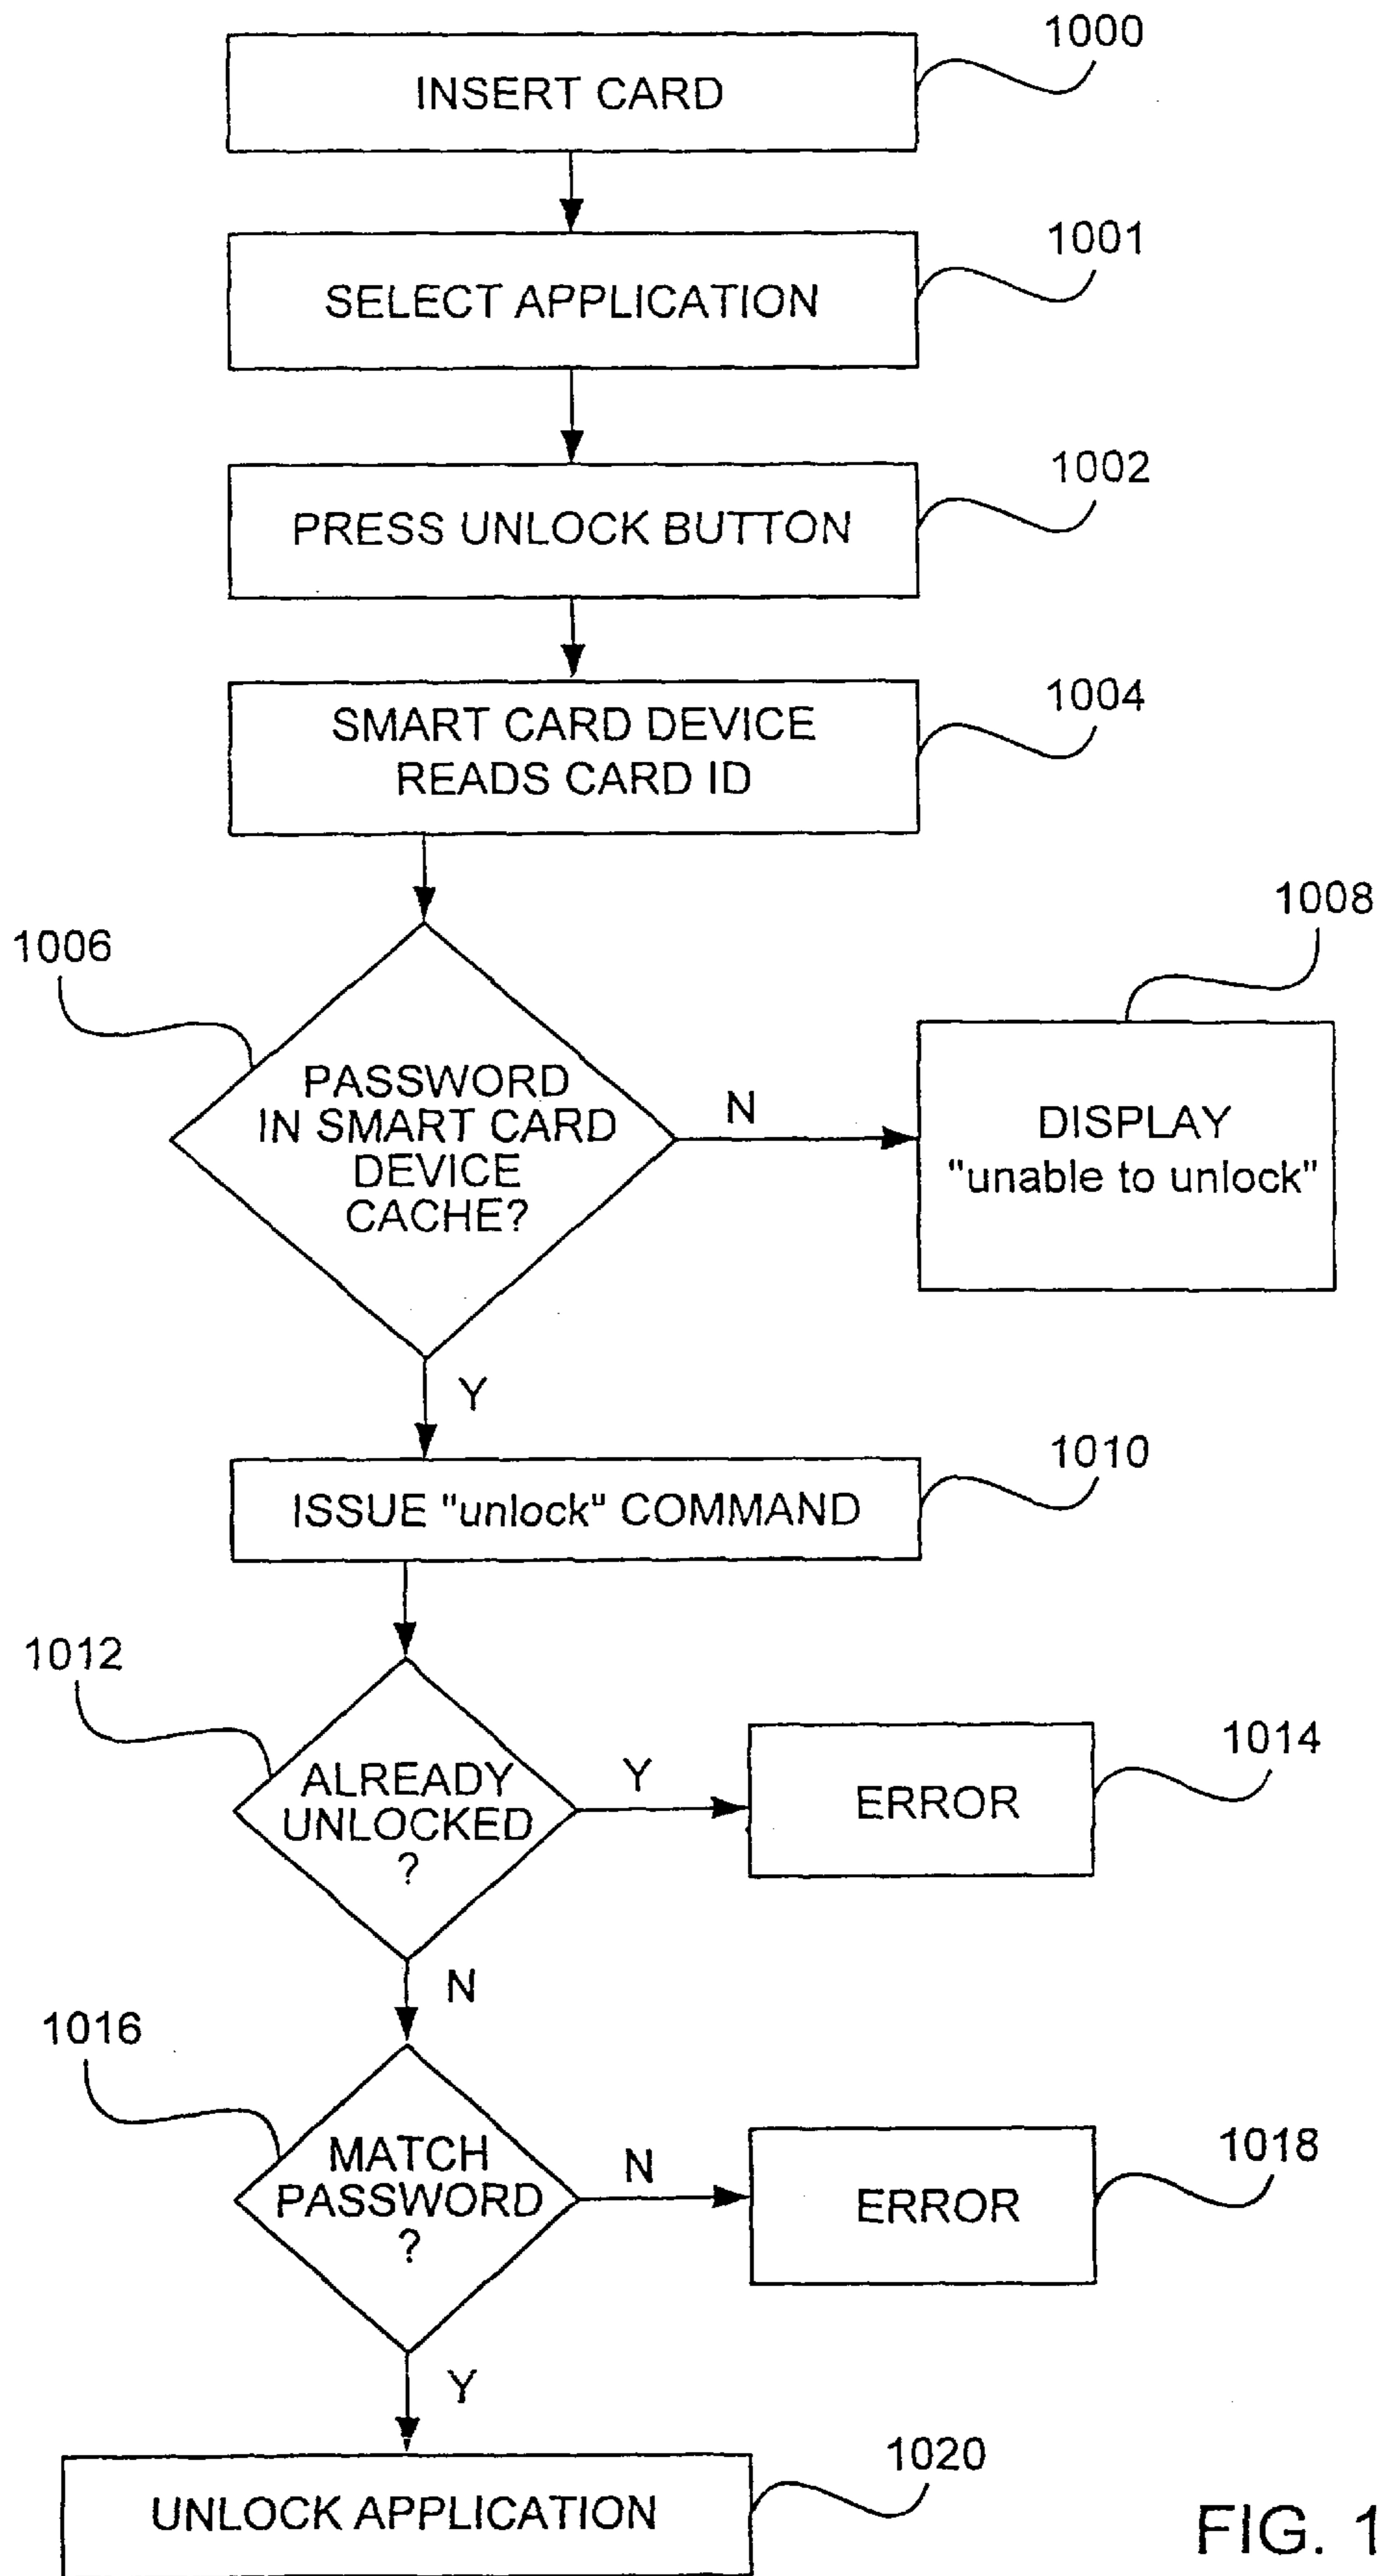 1000
INSERT CARD
1001
SELECT APPLICATION
1002
PRESS UNLOCK BUTTON
1004
SMART CARD DEVICE
READS CARD ID
1006
PASSWORD
IN SMART CARD
DEVICE
CACHE?
N
1008
DISPLAY
"unable to unlock"
Y
1010
ISSUE "unlock" COMMAND
1012
ALREADY
UNLOCKED
?
Y
1014
ERROR
N
1016
MATCH
PASSWORD
?
N
1018
ERROR
Y
1020
UNLOCK APPLICATION
FIG. 1